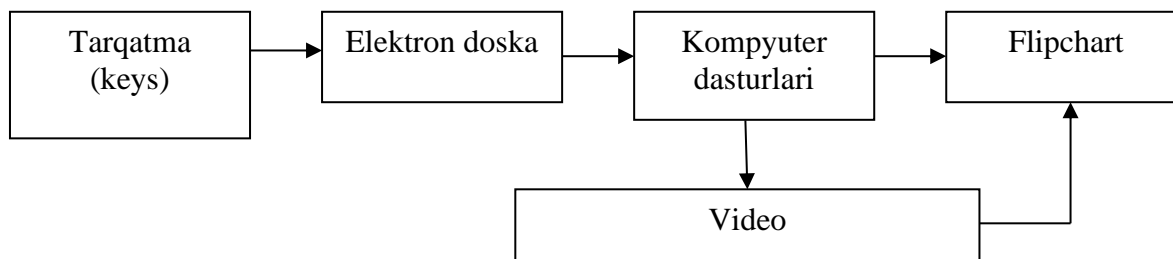 Tarqatma
(keys)
Elektron doska
Kompyuter
dasturlari
Flipchart
Video